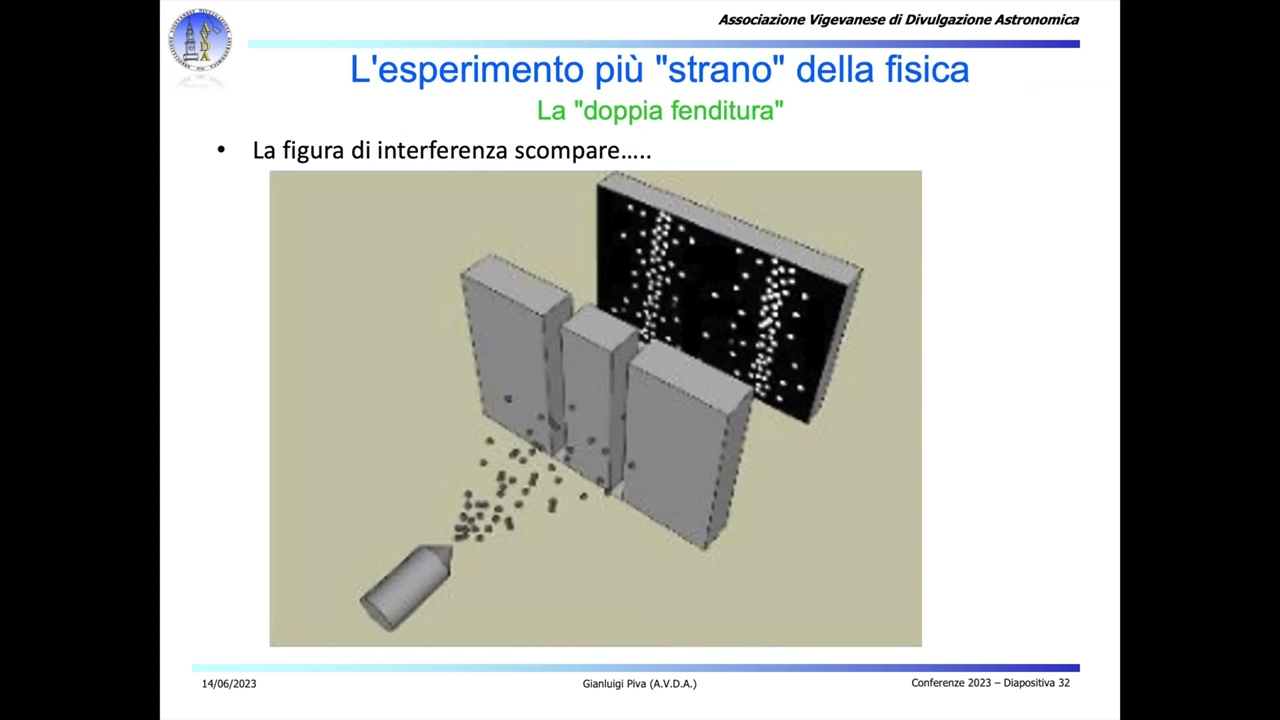 Associazione Vigevanese di Divulgazione Astronomica
L'esperimento più "strano" della fisica
La "doppia fenditura"
• La figura di interferenza scompare…..
14/06/2023
Gianluigi Piva (A.V.D.A.)
Conferenze 2023 – Diapositiva 32